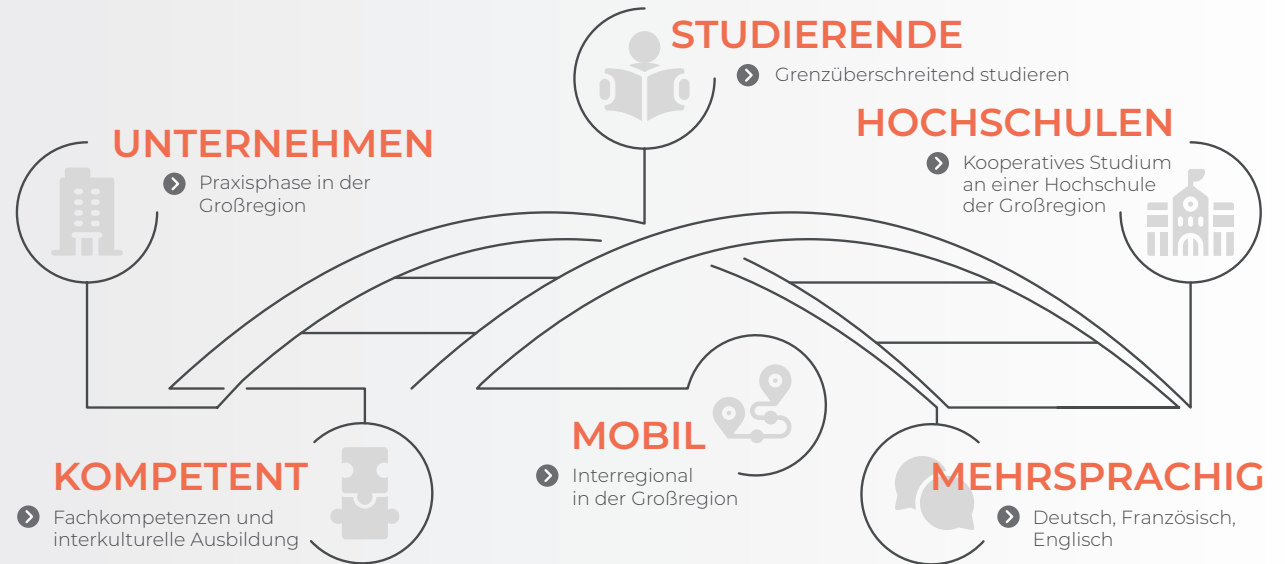 STUDIERENDE
Grenzüberschreitend studieren
HOCHSCHULEN
Kooperatives Studium
an einer Hochschule
der Großregion
UNTERNEHMEN
Praxisphase in der
Großregion
KOMPETENT
Fachkompetenzen und
interkulturelle Ausbildung
MOBIL
Interregional
in der Großregion
MEHRSPRACHIG
Deutsch, Französisch,
Englisch